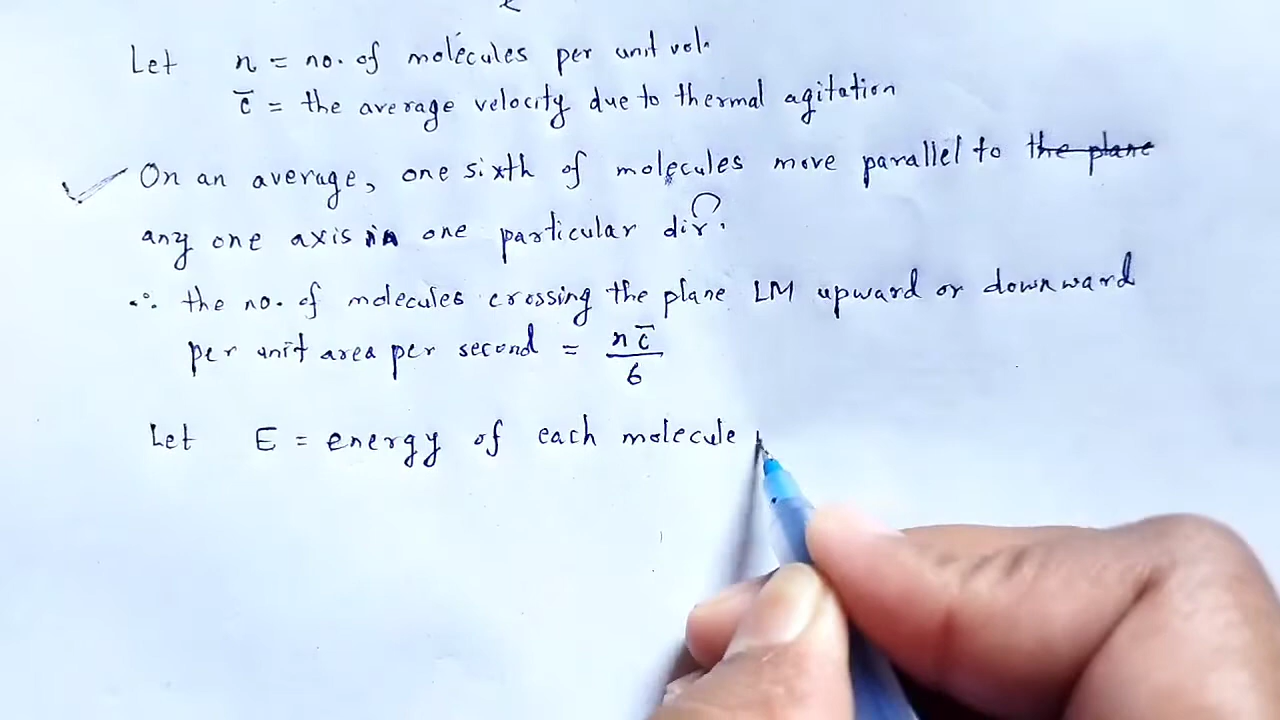 Let n = no. of molecules per unit vol.
c̅ = the average velocity due to thermal agitation
On an average, one sixth of molecules move parallel to the plane
any one axis in one particular dirⁿ.
∴ the no. of molecules crossing the plane LM upward or downward
per unit area per second = n c̅ / 6
Let E = energy of each molecule